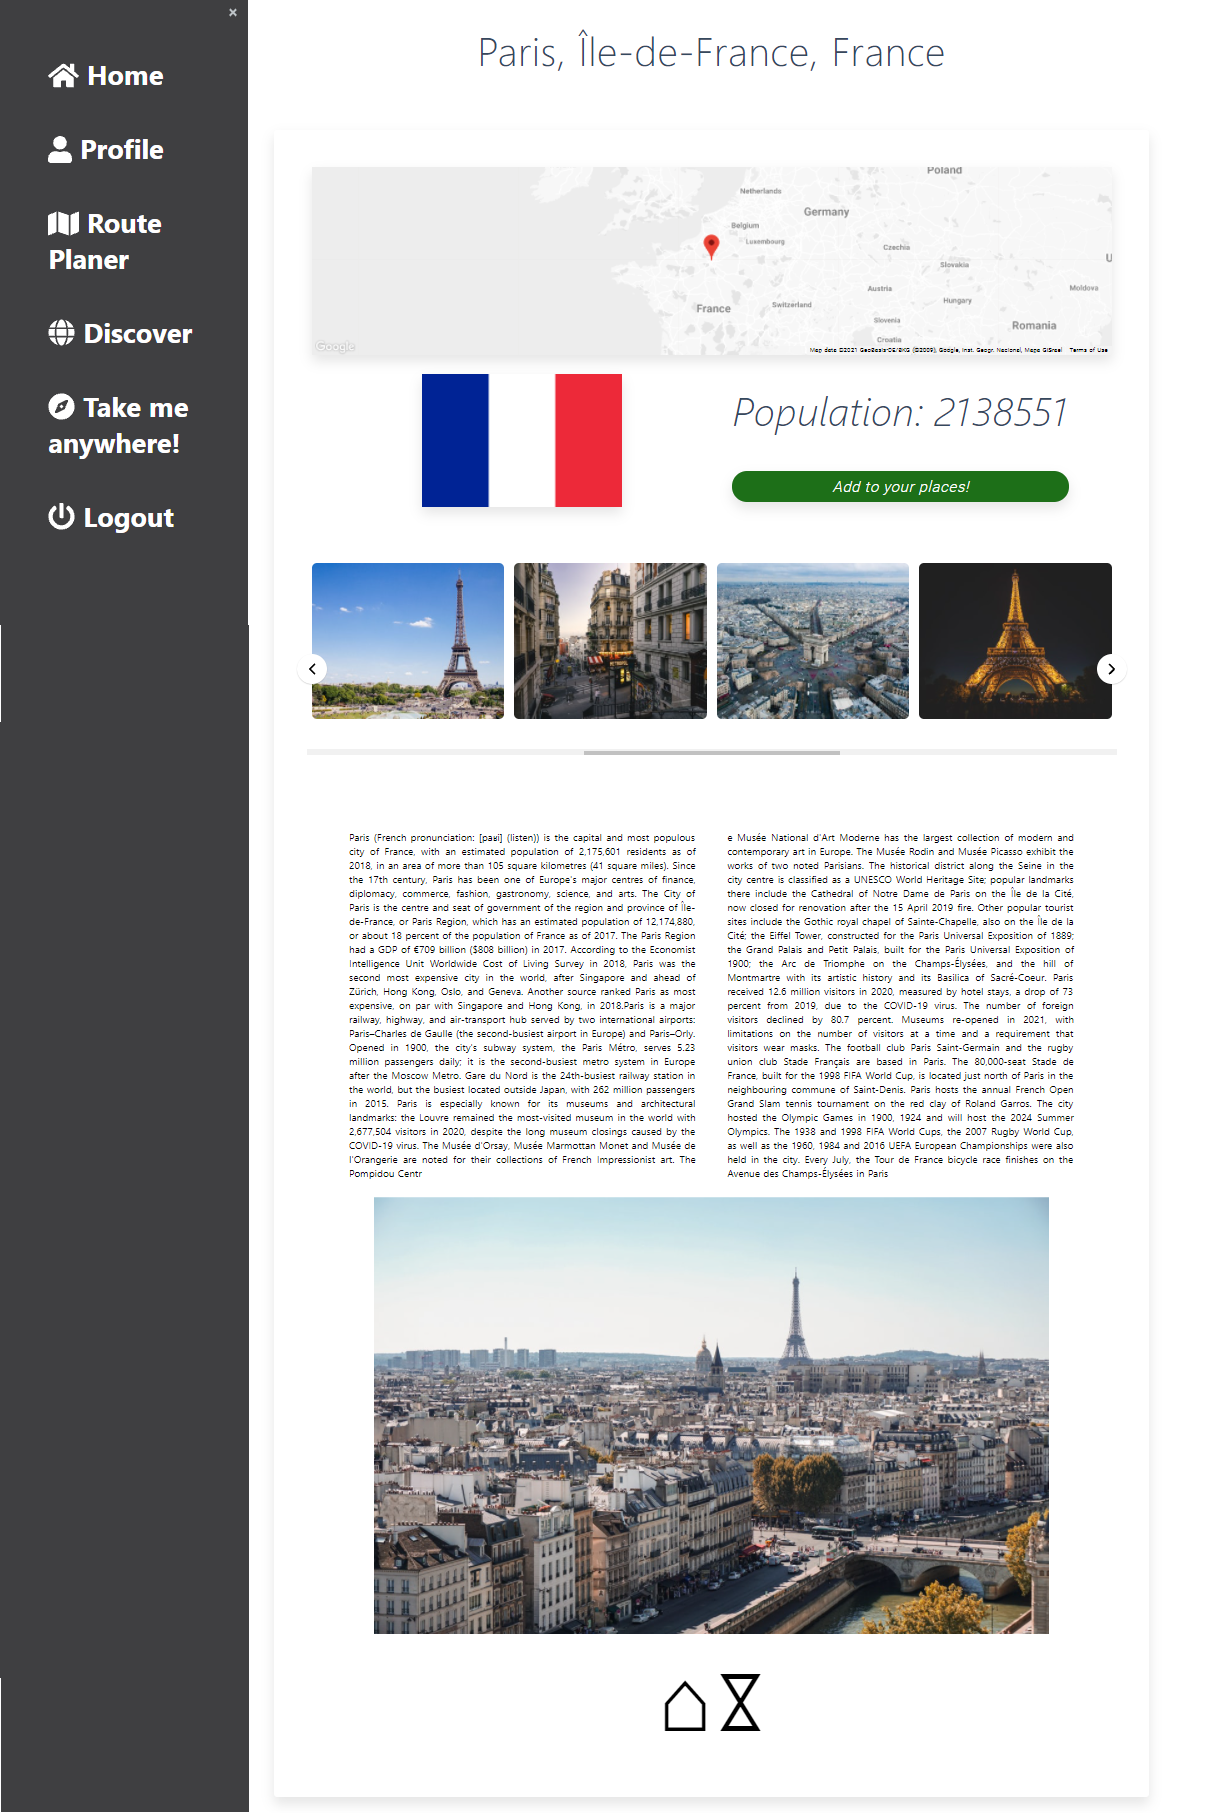 ×
Home
Profile
Route
Planer
Discover
Take me
anywhere!
Logout
Paris, Île-de-France, France
Poland
Netherlands
Germany
Belgium
Luxembourg
Czechia
Slovakia
U
Austria
Moldova
Hungary
France
Switzerland
Slovenia
Romania
Croatia
Google
Map data ©2021 GeoBasis-DE/BKG (©2009), Google, Inst. Geogr. Nacional, Mapa GISrael Terms of Use
Population: 2138551
Add to your places!
Paris (French pronunciation: [paʁi] (listen)) is the capital and most populous
city of France, with an estimated population of 2,175,601 residents as of
2018, in an area of more than 105 square kilometres (41 square miles). Since
the 17th century, Paris has been one of Europe's major centres of finance,
diplomacy, commerce, fashion, gastronomy, science, and arts. The City of
Paris is the centre and seat of government of the region and province of Île-
de-France, or Paris Region, which has an estimated population of 12,174,880,
or about 18 percent of the population of France as of 2017. The Paris Region
had a GDP of €709 billion ($808 billion) in 2017. According to the Economist
Intelligence Unit Worldwide Cost of Living Survey in 2018, Paris was the
second most expensive city in the world, after Singapore and ahead of
Zürich, Hong Kong, Oslo, and Geneva. Another source ranked Paris as most
expensive, on par with Singapore and Hong Kong, in 2018.Paris is a major
railway, highway, and air-transport hub served by two international airports:
Paris–Charles de Gaulle (the second-busiest airport in Europe) and Paris–Orly.
Opened in 1900, the city's subway system, the Paris Métro, serves 5.23
million passengers daily; it is the second-busiest metro system in Europe
after the Moscow Metro. Gare du Nord is the 24th-busiest railway station in
the world, but the busiest located outside Japan, with 262 million passengers
in 2015. Paris is especially known for its museums and architectural
landmarks: the Louvre remained the most-visited museum in the world with
2,677,504 visitors in 2020, despite the long museum closings caused by the
COVID-19 virus. The Musée d'Orsay, Musée Marmottan Monet and Musée de
l'Orangerie are noted for their collections of French Impressionist art. The
Pompidou Centr
e Musée National d'Art Moderne has the largest collection of modern and
contemporary art in Europe. The Musée Rodin and Musée Picasso exhibit the
works of two noted Parisians. The historical district along the Seine in the
city centre is classified as a UNESCO World Heritage Site; popular landmarks
there include the Cathedral of Notre Dame de Paris on the Île de la Cité,
now closed for renovation after the 15 April 2019 fire. Other popular tourist
sites include the Gothic royal chapel of Sainte-Chapelle, also on the Île de la
Cité; the Eiffel Tower, constructed for the Paris Universal Exposition of 1889;
the Grand Palais and Petit Palais, built for the Paris Universal Exposition of
1900; the Arc de Triomphe on the Champs-Élysées, and the hill of
Montmartre with its artistic history and its Basilica of Sacré-Coeur. Paris
received 12.6 million visitors in 2020, measured by hotel stays, a drop of 73
percent from 2019, due to the COVID-19 virus. The number of foreign
visitors declined by 80.7 percent. Museums re-opened in 2021, with
limitations on the number of visitors at a time and a requirement that
visitors wear masks. The football club Paris Saint-Germain and the rugby
union club Stade Français are based in Paris. The 80,000-seat Stade de
France, built for the 1998 FIFA World Cup, is located just north of Paris in the
neighbouring commune of Saint-Denis. Paris hosts the annual French Open
Grand Slam tennis tournament on the red clay of Roland Garros. The city
hosted the Olympic Games in 1900, 1924 and will host the 2024 Summer
Olympics. The 1938 and 1998 FIFA World Cups, the 2007 Rugby World Cup,
as well as the 1960, 1984 and 2016 UEFA European Championships were also
held in the city. Every July, the Tour de France bicycle race finishes on the
Avenue des Champs-Élysées in Paris